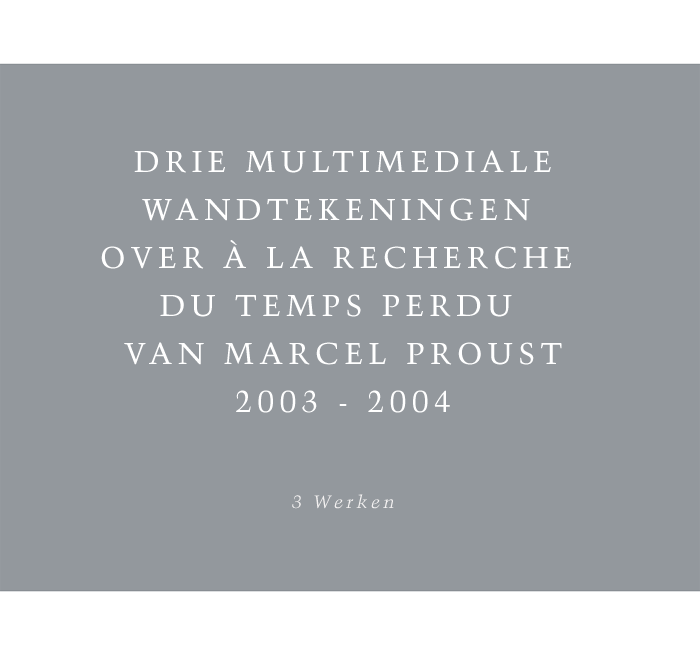 DRIE MULTIMEDIALE
WANDTEKENINGEN
OVER À LA RECHERCHE
DU TEMPS PERDU
VAN MARCEL PROUST
2003 - 2004
3 Werken